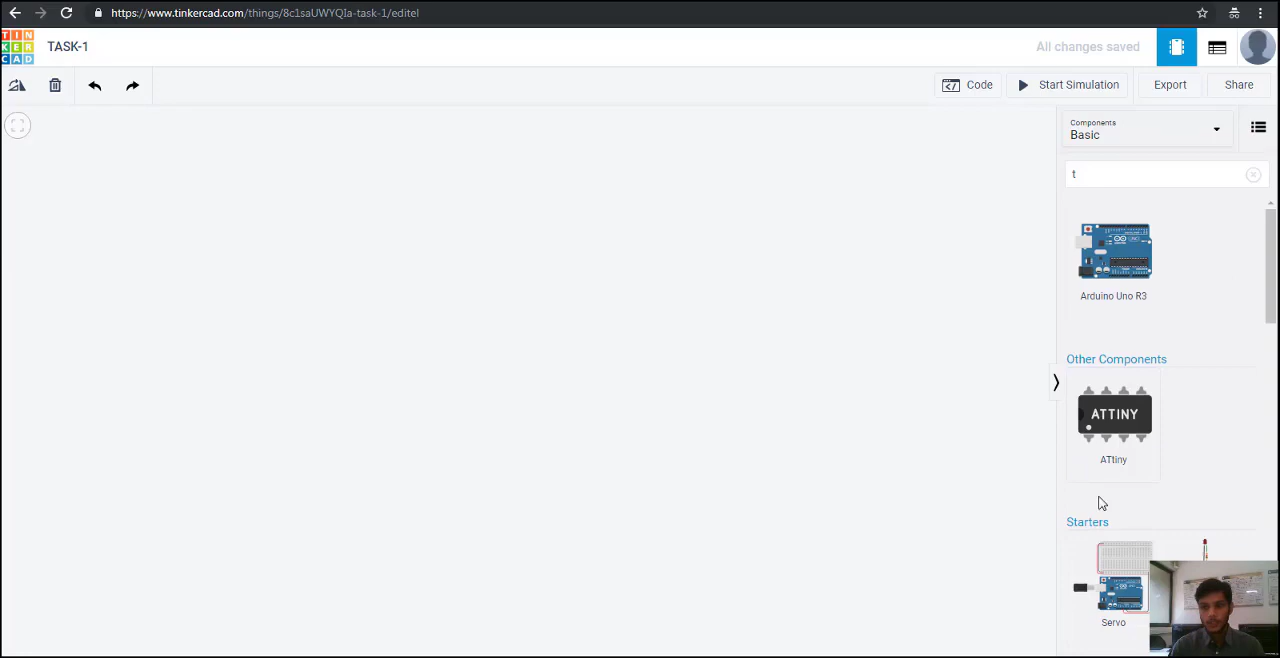 https://www.tinkercad.com/things/8c1saUWYQIa-task-1/editel
TIN
KER
CAD
TASK-1
All changes saved
Code
Start Simulation
Export
Share
Components
Basic
t
Arduino Uno R3
Other Components
ATTINY
ATtiny
Starters
Servo